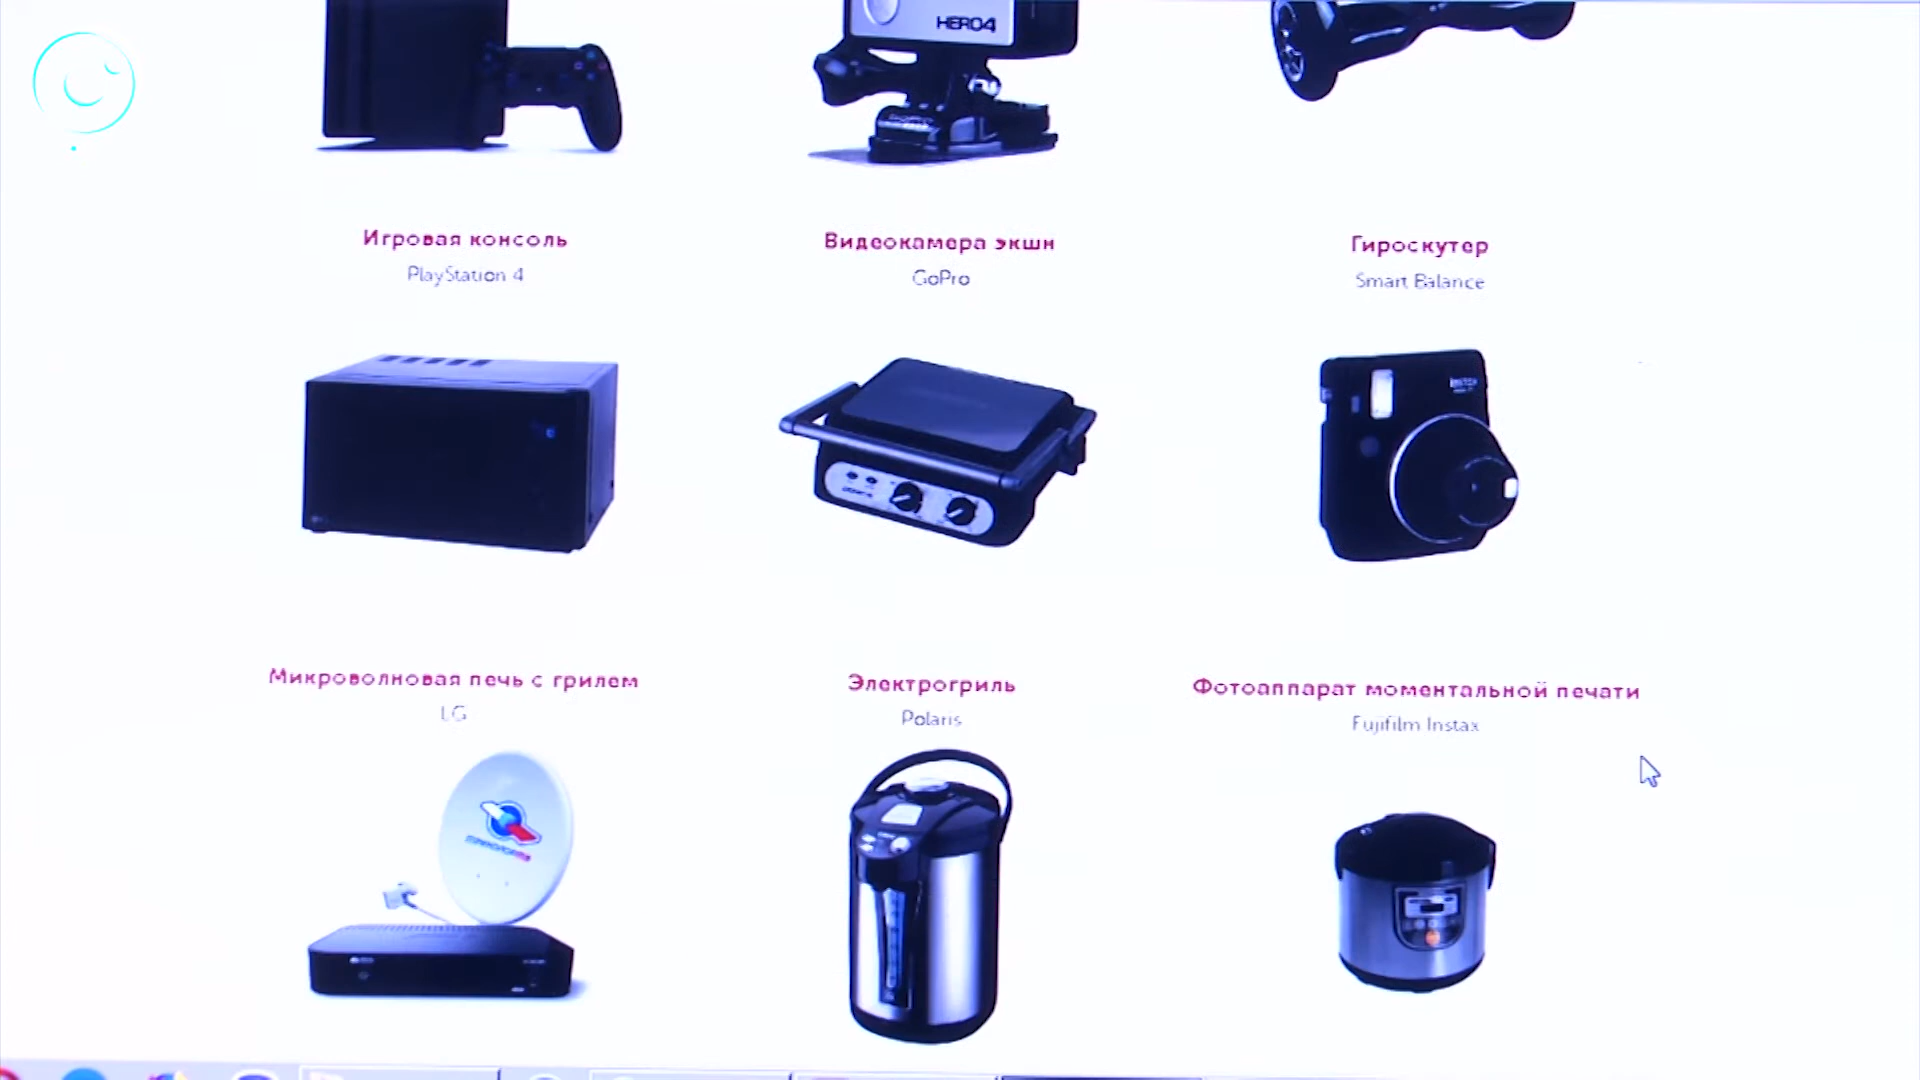 HERO4
Игровая консоль
PlayStation 4
Видеокамера экшн
GoPro
Гироскутер
Smart Balance
Микроволновая печь с грилем
LG
Электрогриль
Polaris
Фотоаппарат моментальной печати
Fujifilm Instax